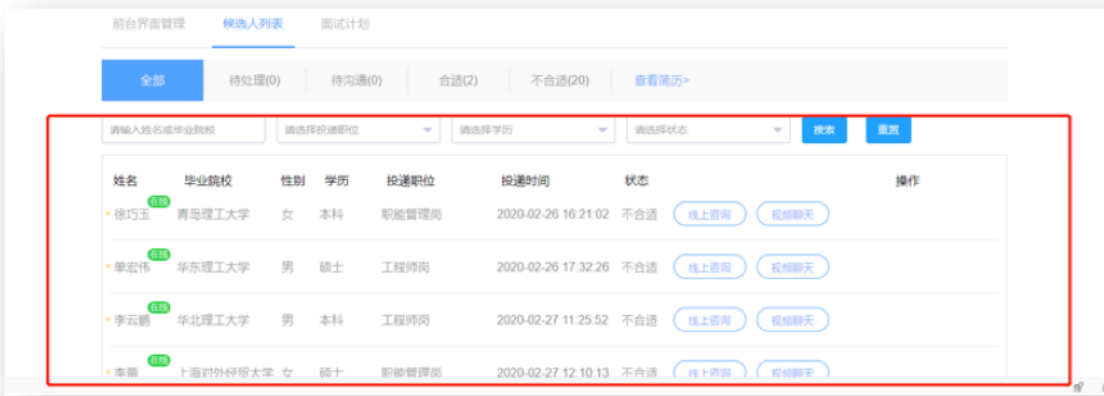 前台界面管理 候选人列表 面试计划
全部 待处理(0) 待沟通(0) 合适(2) 不合适(20) 查看简历>
请输入姓名或毕业院校 请选择投递职位 请选择学历 请选择状态 搜索 重置
姓名 毕业院校 性别 学历 投递职位 投递时间 状态 操作
徐巧玉 在线 青岛理工大学 女 本科 职能管理岗 2020-02-26 16:21:02 不合适 线上咨询 视频聊天
单宏伟 在线 华东理工大学 男 硕士 工程师岗 2020-02-26 17:32:26 不合适 线上咨询 视频聊天
李云鹏 在线 华北理工大学 男 本科 工程师岗 2020-02-27 11:25:52 不合适 线上咨询 视频聊天
李蕾 在线 上海对外经贸大学 女 硕士 职能管理岗 2020-02-27 12:10:13 不合适 线上咨询 视频聊天